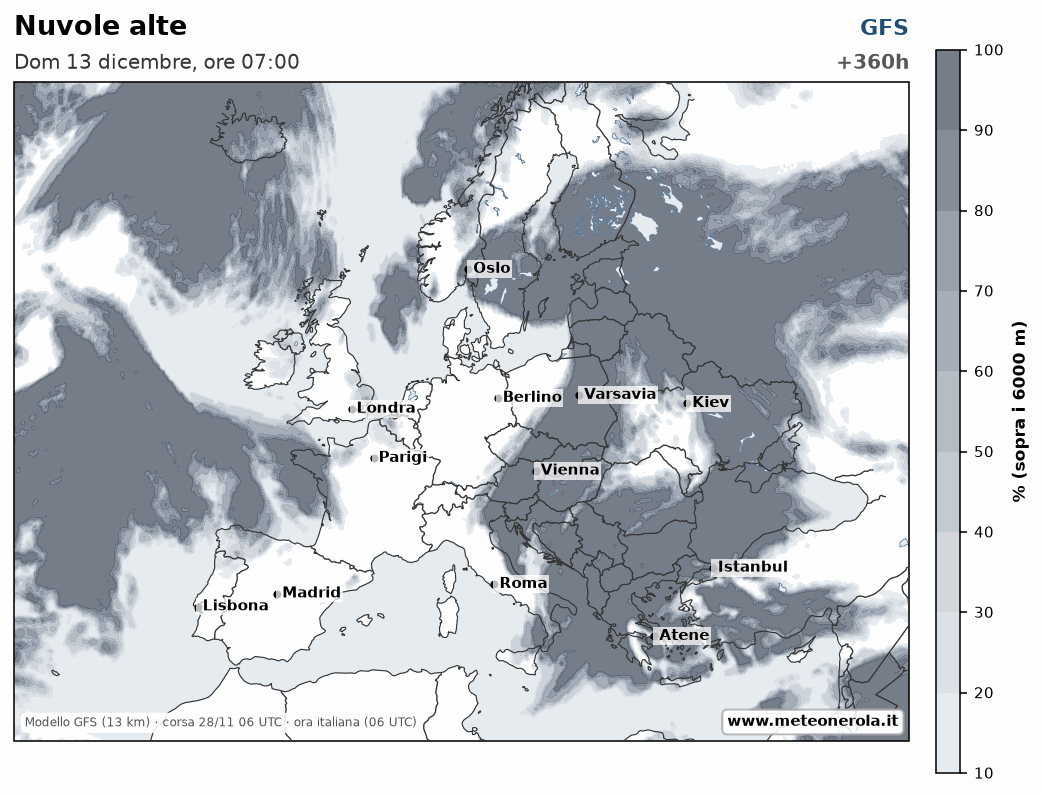 Nuvole alte
GFS
Dom 13 dicembre, ore 07:00
+360h
100
90
80
70
60
50
40
30
20
10
% (sopra i 6000 m)
Oslo
Berlino
Varsavia
Kiev
Londra
Parigi
Vienna
Istanbul
Roma
Madrid
Lisbona
Atene
Modello GFS (13 km) · corsa 28/11 06 UTC · ora italiana (06 UTC)
www.meteonerola.it